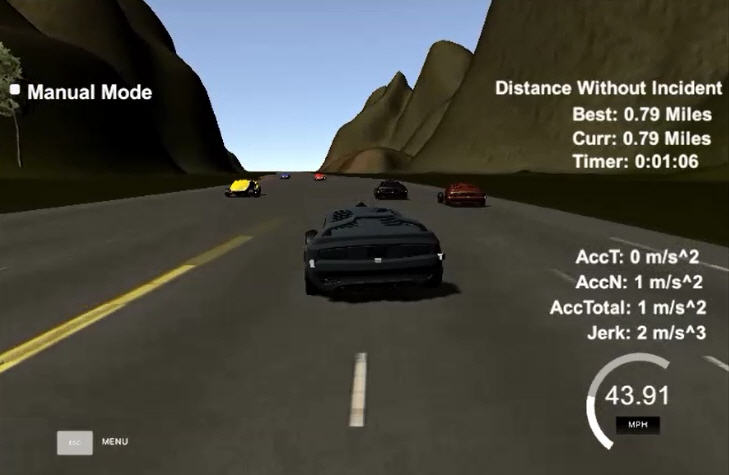 Manual Mode
Distance Without Incident
Best: 0.79 Miles
Curr: 0.79 Miles
Timer: 0:01:06
AccT: 0 m/s^2
AccN: 1 m/s^2
AccTotal: 1 m/s^2
Jerk: 2 m/s^3
43.91
MPH
ESC MENU